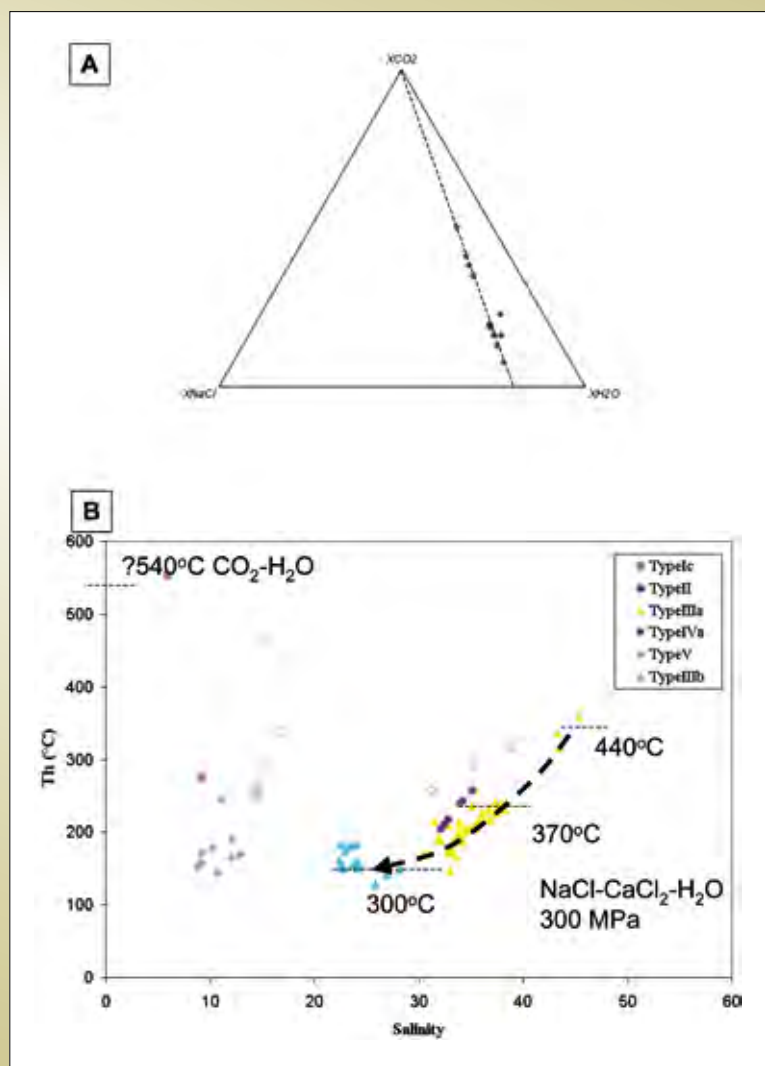 A
XCO2
XNaCl
XH2O
B
600
500
400
300
200
100
0
Th (°C)
?540°C CO₂-H₂O
TypeIc
TypeII
TypeIIIa
TypeIVa
TypeV
TypeIIIb
440°C
370°C
300°C
NaCl-CaCl₂-H₂O
300 MPa
0 10 20 30 40 50 60
Salinity